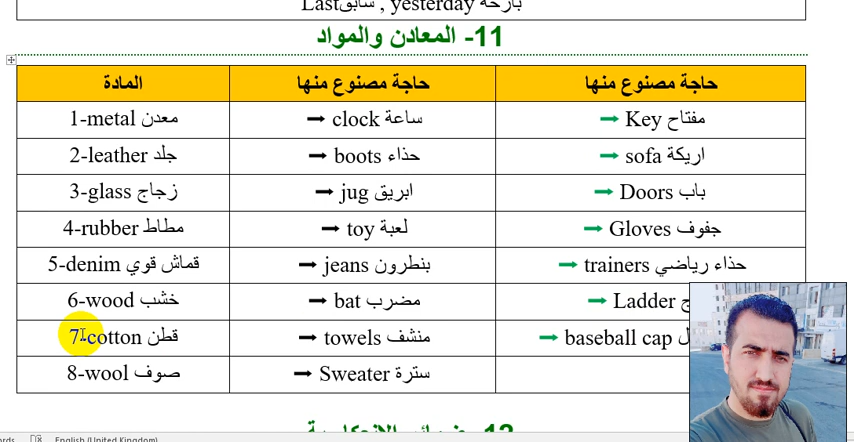 Lastسابق , yesterday بارحة
11- المعادن والمواد
حاجة مصنوع منها حاجة مصنوع منها المادة
مفتاح Key ➞ ساعة clock ➞ معدن 1-metal
اريكة sofa ➞ حذاء boots ➞ جلد 2-leather
باب Doors ➞ ابريق jug ➞ زجاج 3-glass
جفوف Gloves ➞ لعبة toy ➞ مطاط 4-rubber
حذاء رياضي trainers ➞ بنطرون jeans ➞ قماش قوي 5-denim
Ladder ➞ مضرب bat ➞ خشب 6-wood
baseball cap ➞ منشف towels ➞ قطن 7-cotton
سترة Sweater ➞ صوف 8-wool
English (United Kingdom)